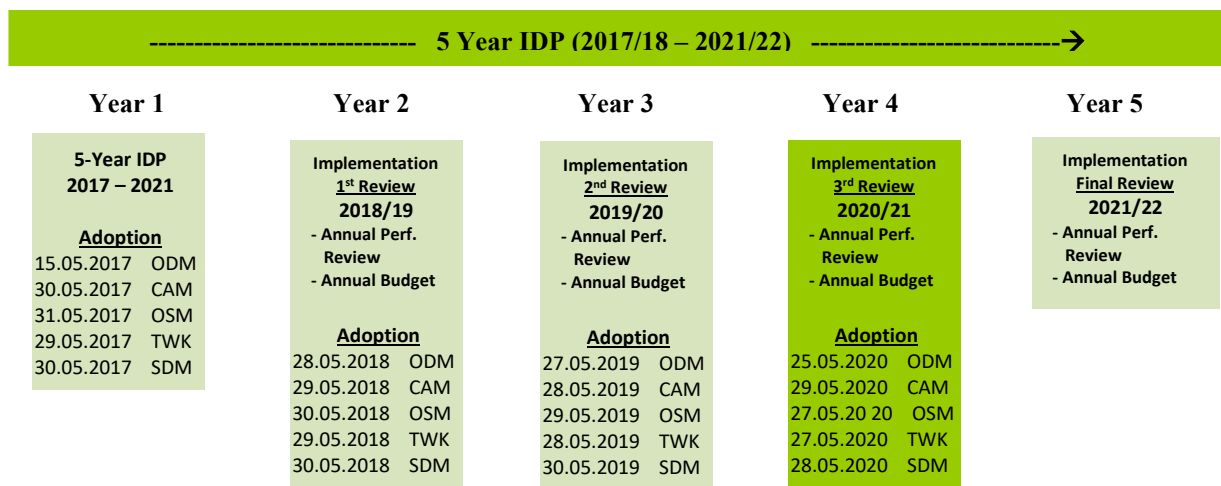 ---------------------------- 5 Year IDP (2017/18 – 2021/22) ---------------------------→
Year 1
5-Year IDP
2017 – 2021
Adoption
15.05.2017 ODM
30.05.2017 CAM
31.05.2017 OSM
29.05.2017 TWK
30.05.2017 SDM
Year 2
Implementation
1st Review
2018/19
- Annual Perf.
Review
- Annual Budget
Adoption
28.05.2018 ODM
29.05.2018 CAM
30.05.2018 OSM
29.05.2018 TWK
30.05.2018 SDM
Year 3
Implementation
2nd Review
2019/20
- Annual Perf.
Review
- Annual Budget
Adoption
27.05.2019 ODM
28.05.2019 CAM
29.05.2019 OSM
28.05.2019 TWK
30.05.2019 SDM
Year 4
Implementation
3rd Review
2020/21
- Annual Perf.
Review
- Annual Budget
Adoption
25.05.2020 ODM
29.05.2020 CAM
27.05.20 20 OSM
27.05.2020 TWK
28.05.2020 SDM
Year 5
Implementation
Final Review
2021/22
- Annual Perf.
Review
- Annual Budget